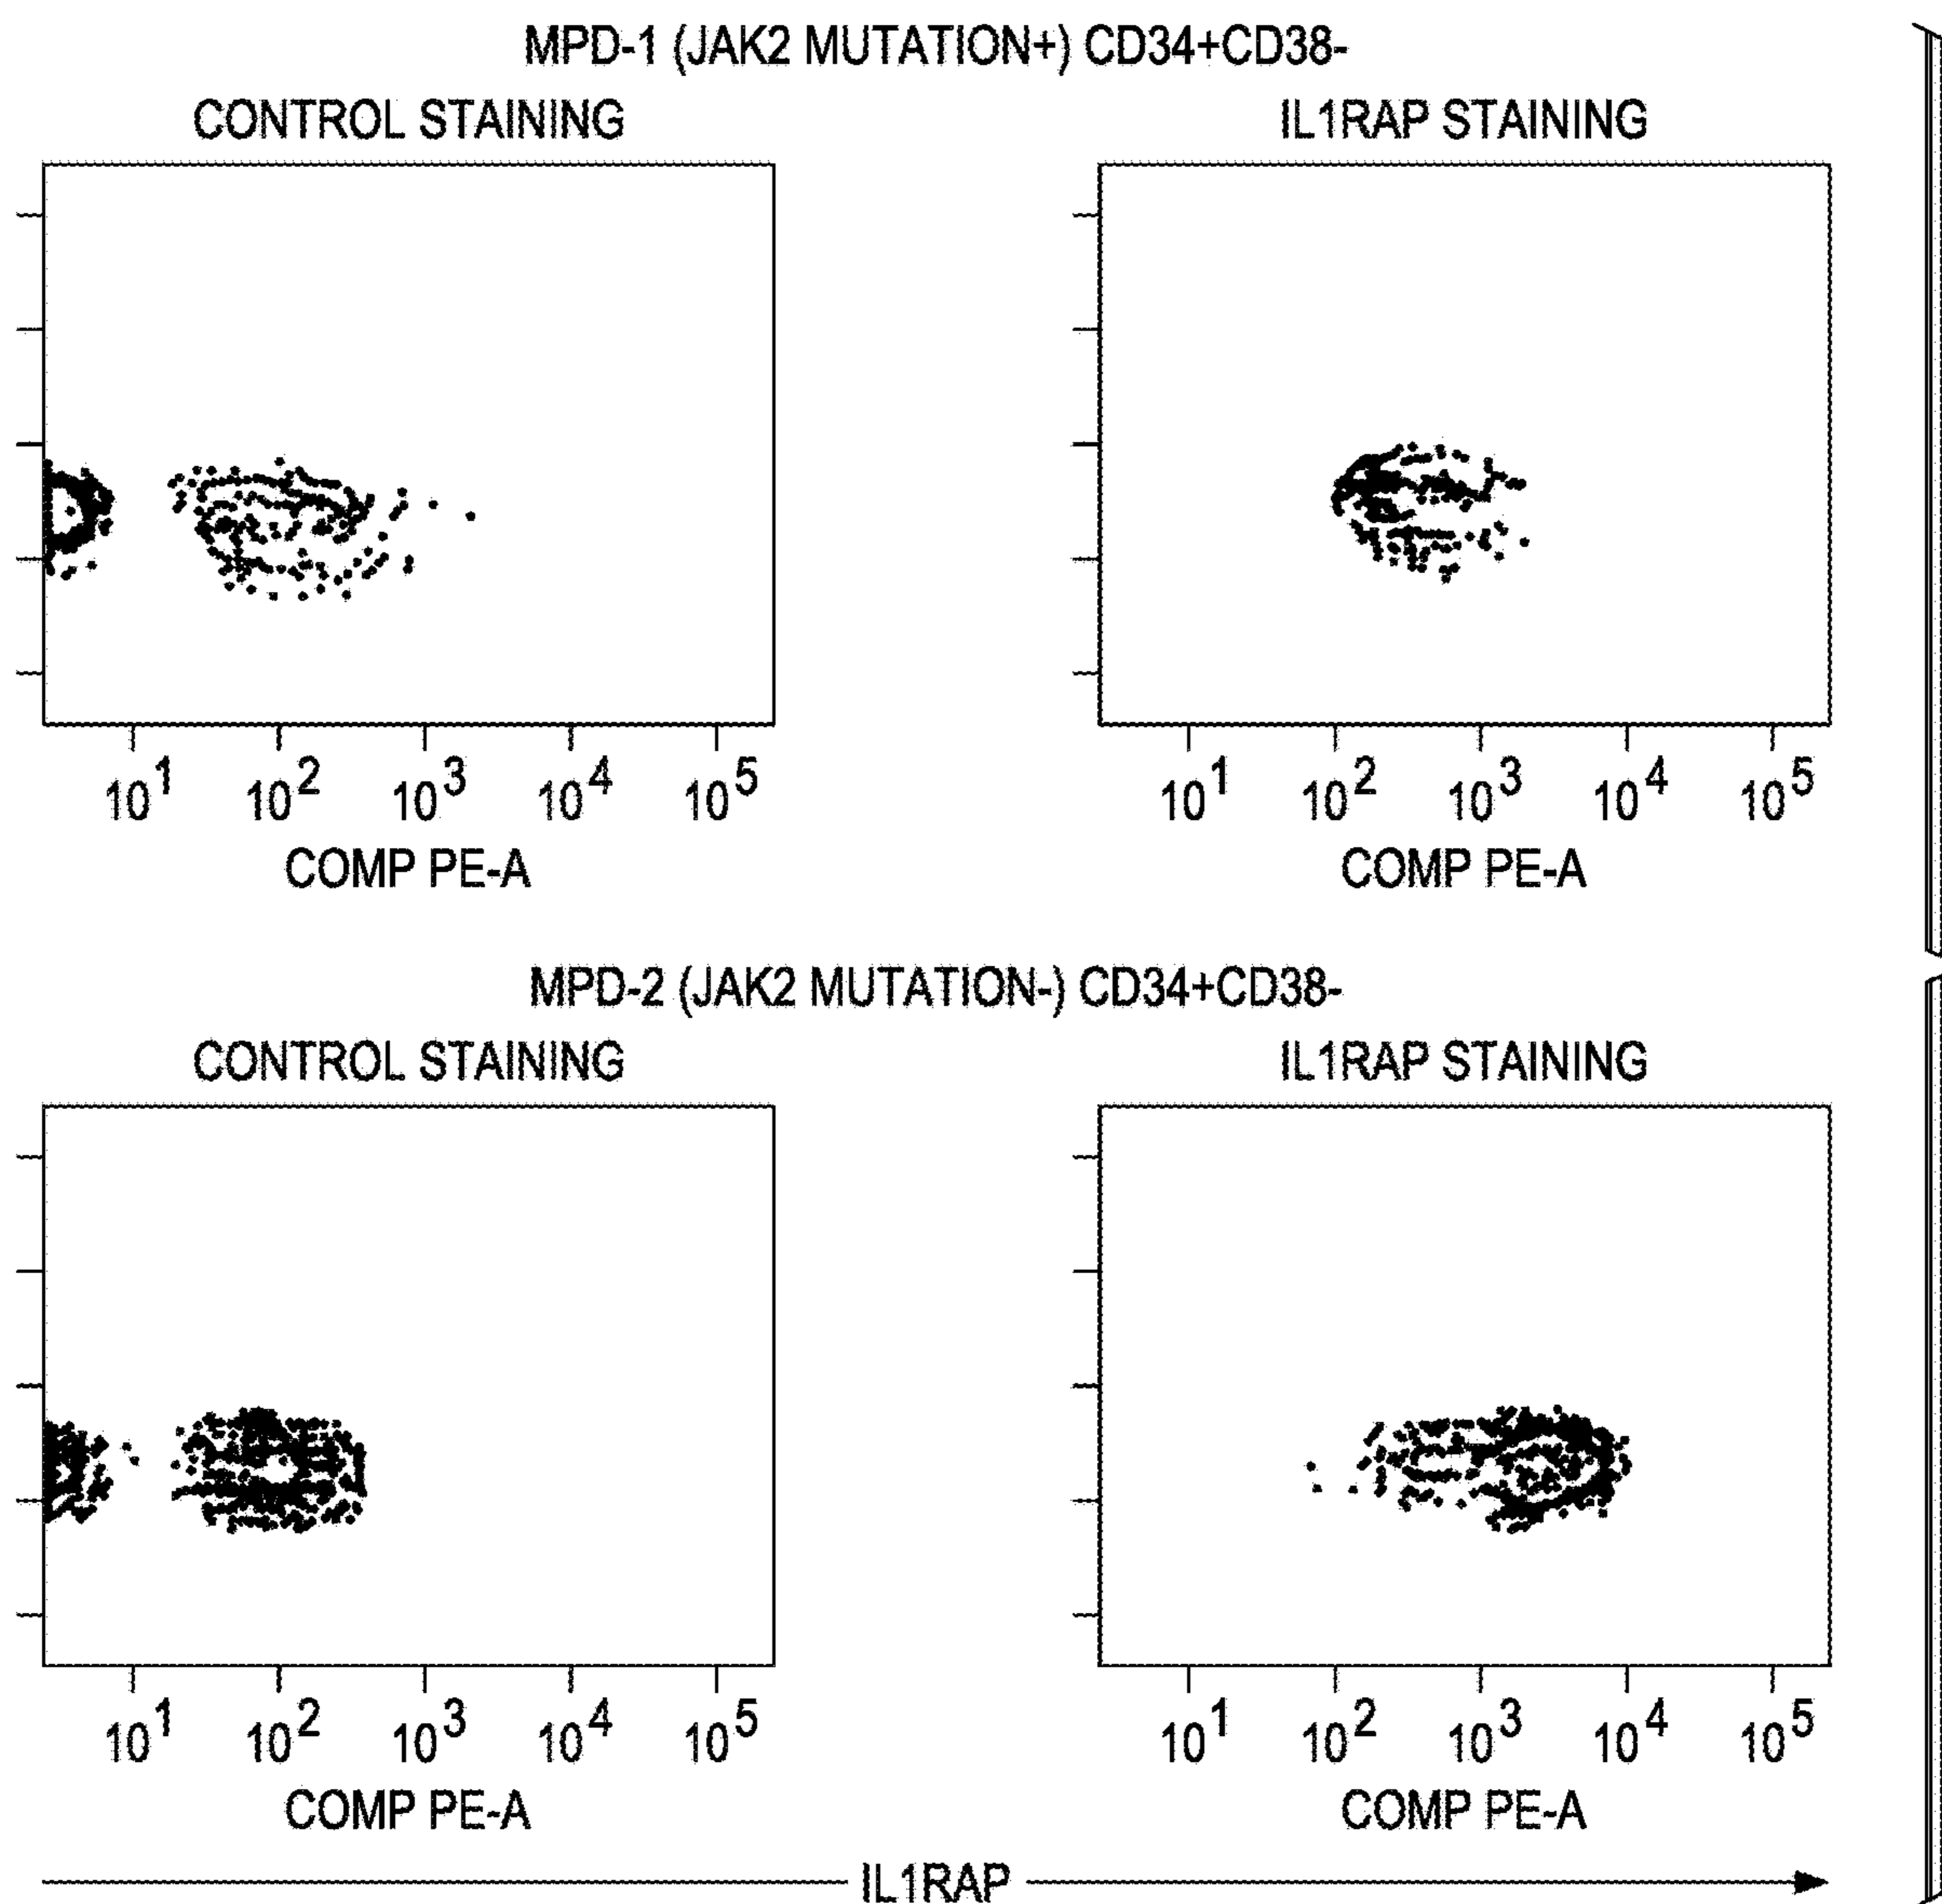 MPD-1 (JAK2 MUTATION+) CD34+CD38-
CONTROL STAINING
IL1RAP STAINING
10^1 10^2 10^3 10^4 10^5
10^1 10^2 10^3 10^4 10^5
COMP PE-A
COMP PE-A
MPD-2 (JAK2 MUTATION-) CD34+CD38-
CONTROL STAINING
IL1RAP STAINING
10^1 10^2 10^3 10^4 10^5
10^1 10^2 10^3 10^4 10^5
COMP PE-A
COMP PE-A
IL1RAP